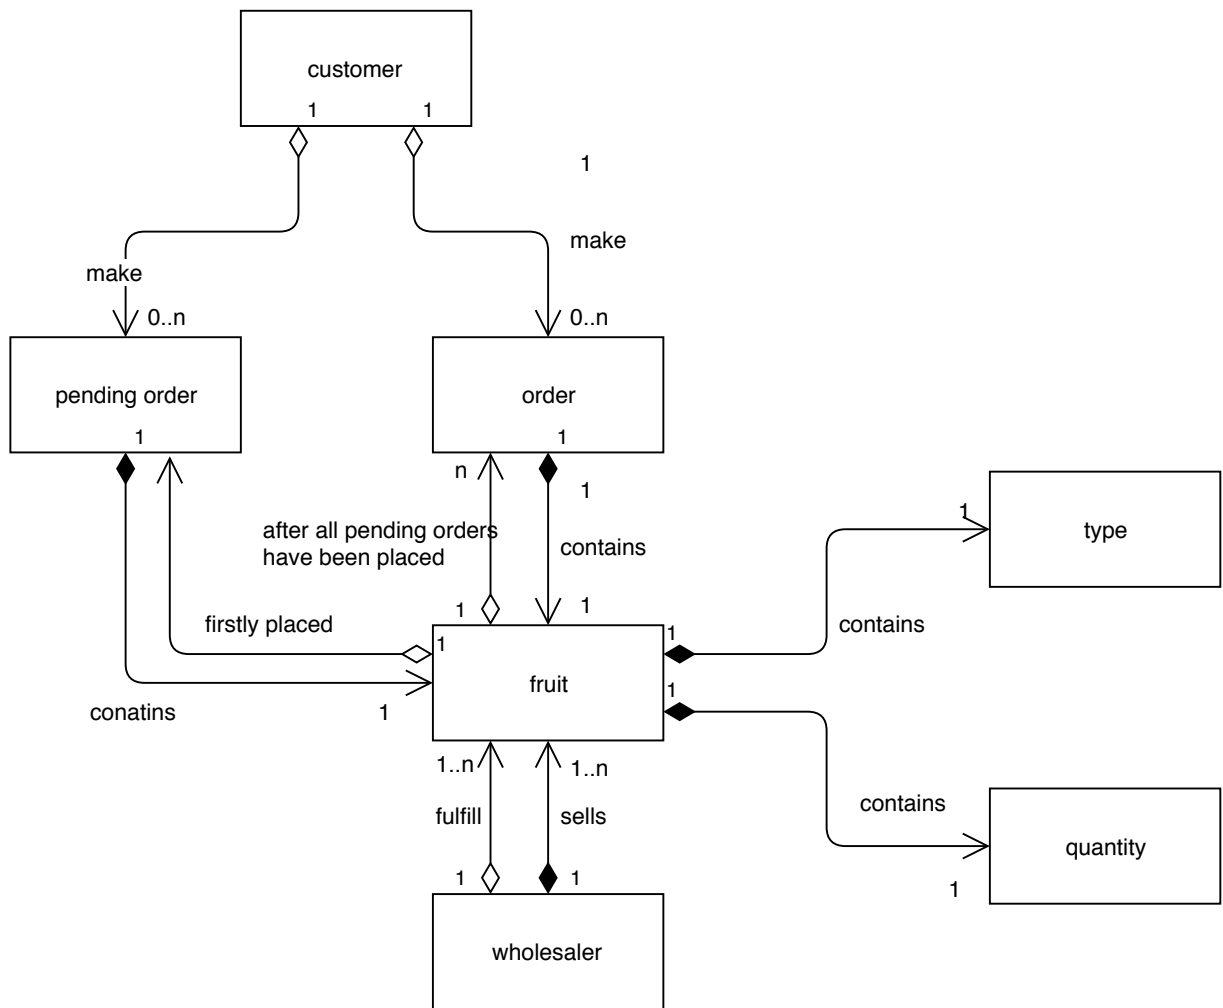 customer
1
1
1
make
make
0..n
0..n
pending order
order
1
1
n
1
1
after all pending orders
have been placed
contains
type
1
1
firstly placed
1
1
contains
fruit
1
conatins
1
1..n
1..n
fulfill
sells
contains
quantity
1
1
1
wholesaler